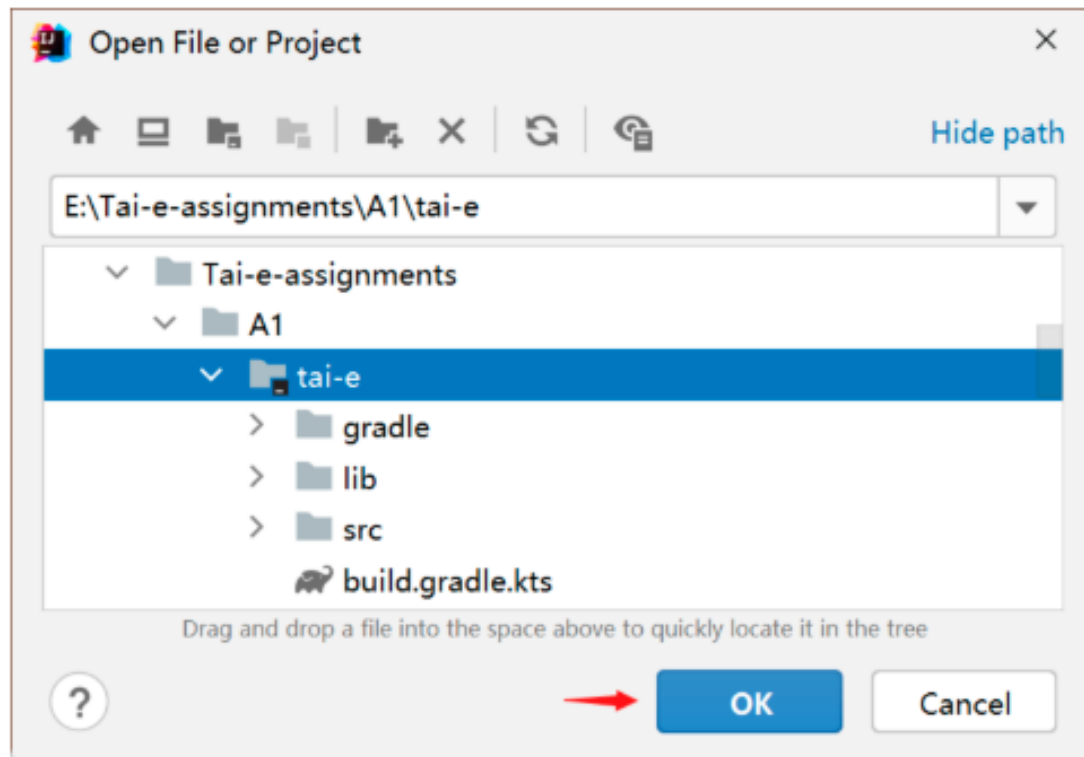 Open File or Project
Hide path
E:\Tai-e-assignments\A1\tai-e
Tai-e-assignments
A1
tai-e
gradle
lib
src
build.gradle.kts
Drag and drop a file into the space above to quickly locate it in the tree
?
OK
Cancel